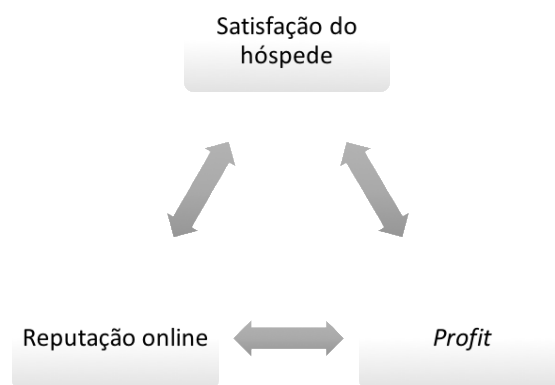 Satisfação do
hóspede
Reputação online
Profit